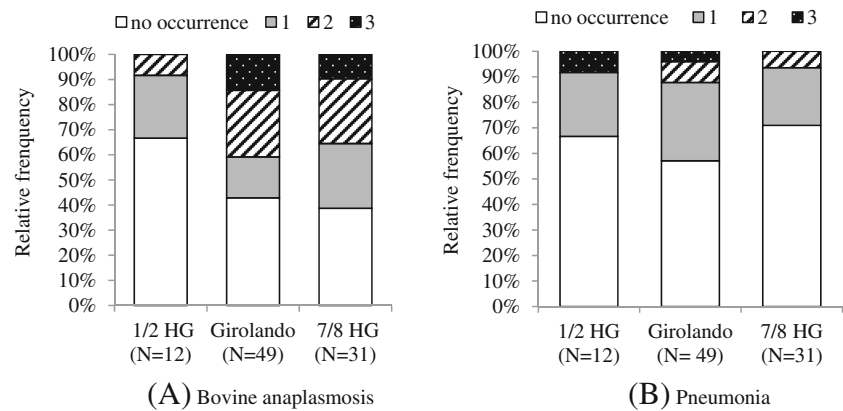 no occurrence 1 2 3
100%
90%
80%
70%
60%
50%
40%
30%
20%
10%
0%
Relative frenquency
1/2 HG Girolando 7/8 HG
(N=12) (N=49) (N=31)
(A) Bovine anaplasmosis
no occurrence 1 2 3
100%
90%
80%
70%
60%
50%
40%
30%
20%
10%
0%
Relative frenquency
1/2 HG Girolando 7/8 HG
(N=12) (N= 49) (N=31)
(B) Pneumonia